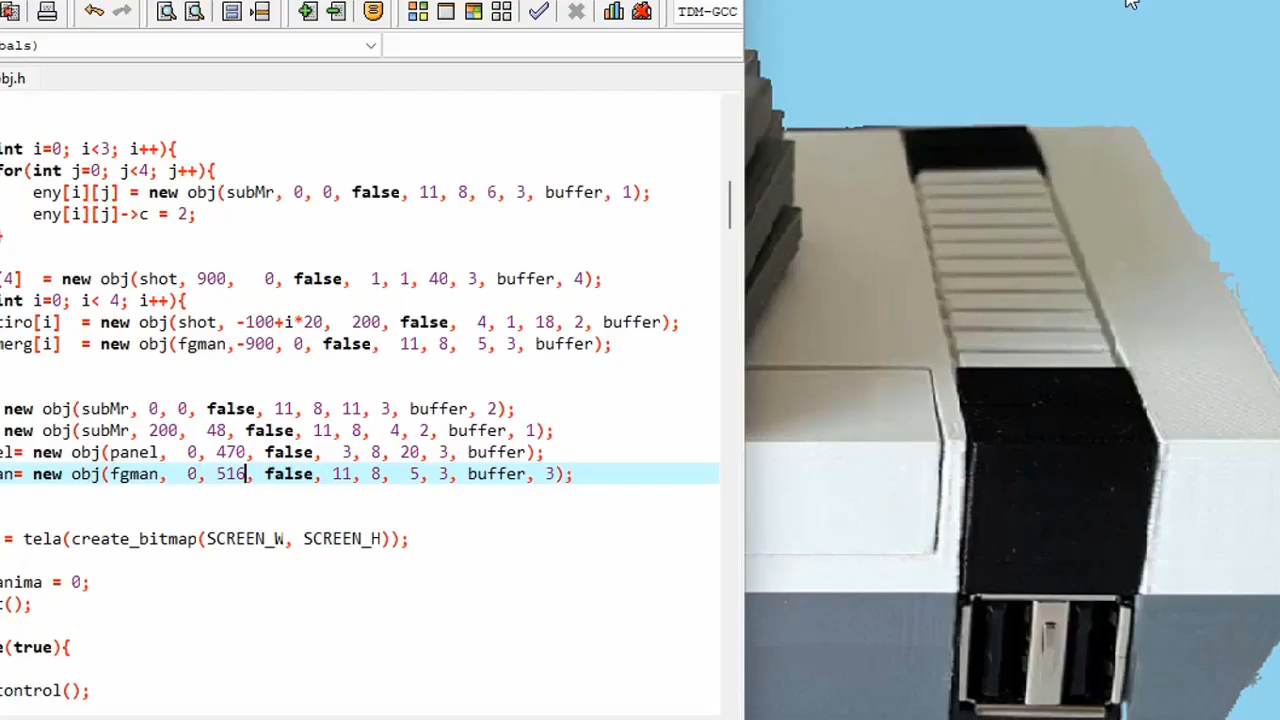 TDM-GCC
bals)
bj.h
int i=0; i<3; i++){
for(int j=0; j<4; j++){
eny[i][j] = new obj(subMr, 0, 0, false, 11, 8, 6, 3, buffer, 1);
eny[i][j]->c = 2;
[4] = new obj(shot, 900, 0, false, 1, 1, 40, 3, buffer, 4);
int i=0; i< 4; i++){
tiro[i] = new obj(shot, -100+i*20, 200, false, 4, 1, 18, 2, buffer);
merg[i] = new obj(fgman,-900, 0, false, 11, 8, 5, 3, buffer);
new obj(subMr, 0, 0, false, 11, 8, 11, 3, buffer, 2);
new obj(subMr, 200, 48, false, 11, 8, 4, 2, buffer, 1);
el= new obj(panel, 0, 470, false, 3, 8, 20, 3, buffer);
an= new obj(fgman, 0, 516, false, 11, 8, 5, 3, buffer, 3);
= tela(create_bitmap(SCREEN_W, SCREEN_H));
anima = 0;
t();
e(true){
control();